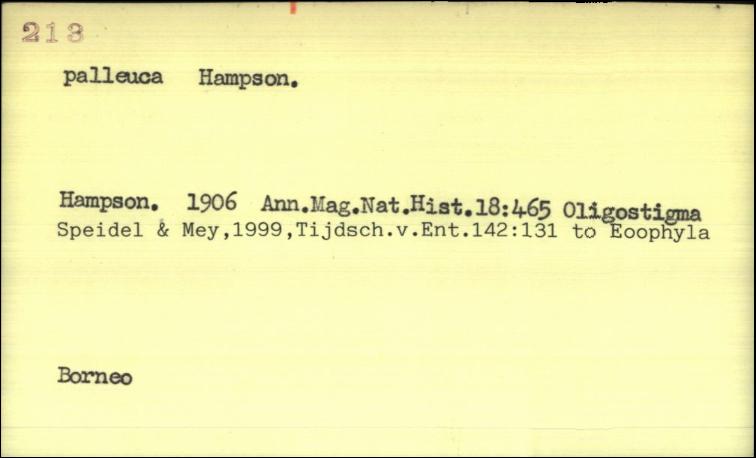 213
palleuca Hampson.
Hampson. 1906 Ann.Mag.Nat.Hist.18:465 Oligostigma
Speidel & Mey,1999,Tijdsch.v.Ent.142:131 to Eoophyla
Borneo